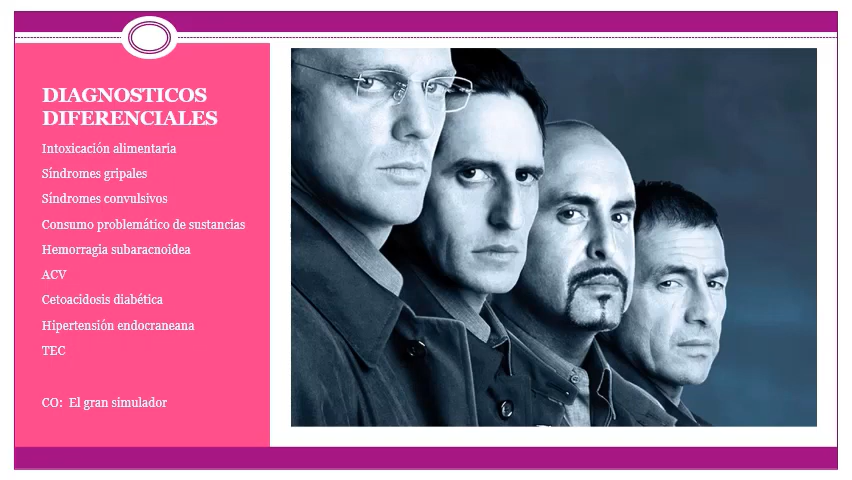 DIAGNOSTICOS
DIFERENCIALES
Intoxicación alimentaria
Síndromes gripales
Síndromes convulsivos
Consumo problemático de sustancias
Hemorragia subaracnoidea
ACV
Cetoacidosis diabética
Hipertensión endocraneana
TEC
CO: El gran simulador